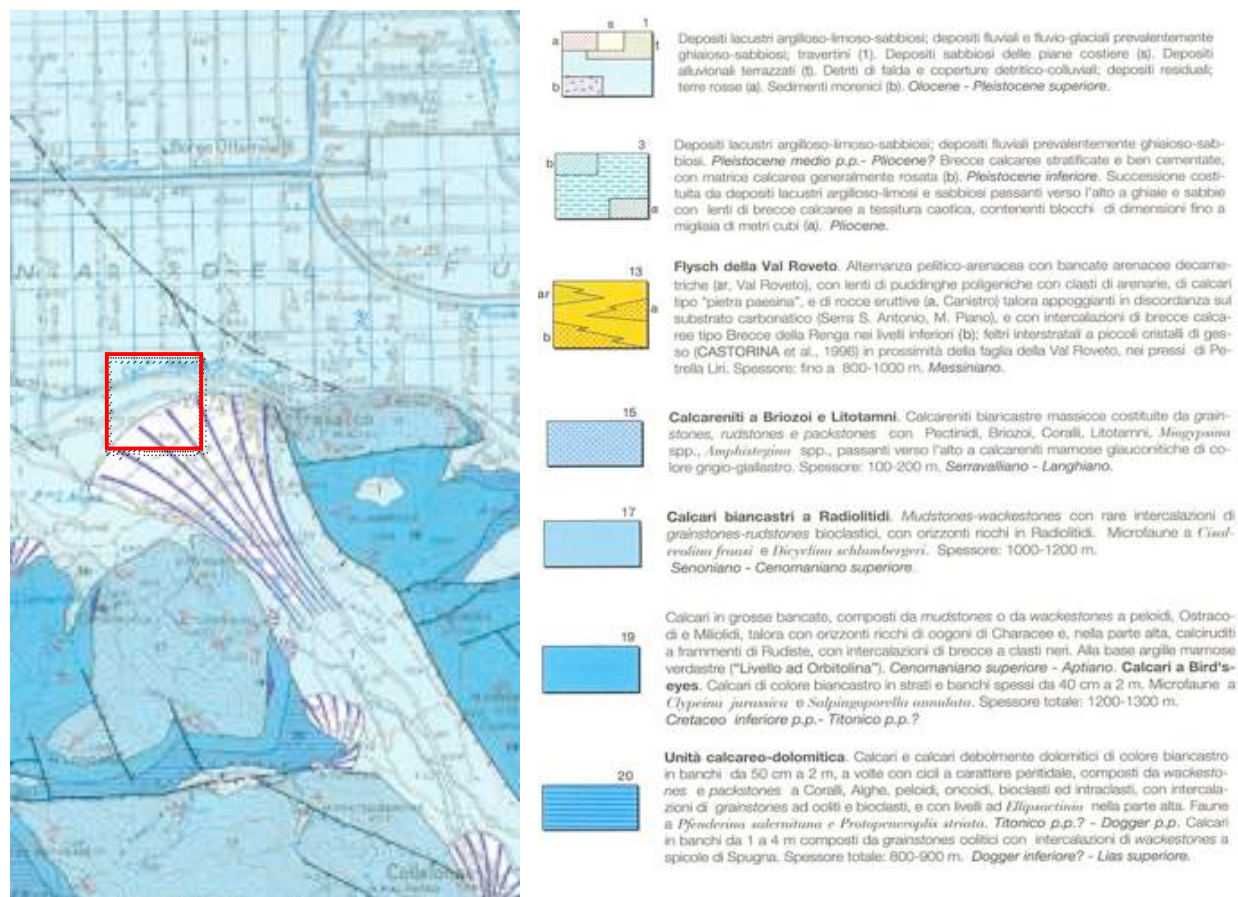 Borgo Ottomila
N A D E L F U
Trasacco
Collelongo
s 1
a
t
b
Depositi lacustri argilloso-limoso-sabbiosi; depositi fluviali e fluvio-glaciali prevalentemente
ghiaioso-sabbiosi; travertini (1). Depositi sabbiosi delle piane costiere (s). Depositi
alluvionali terrazzati (t). Detriti di falda e coperture detritico-colluviali; depositi residuali;
terre rosse (a). Sedimenti morenici (b). Olocene - Pleistocene superiore.
3
b
a
Depositi lacustri argilloso-limoso-sabbiosi; depositi fluviali prevalentemente ghiaioso-sab-
biosi. Pleistocene medio p.p.- Pliocene? Brecce calcaree stratificate e ben cementate,
con matrice calcarea generalmente rosata (b). Pleistocene inferiore. Successione costi-
tuita da depositi lacustri argilloso-limosi e sabbiosi passanti verso l'alto a ghiaie e sabbie
con lenti di brecce calcaree a tessitura caotica, contenenti blocchi di dimensioni fino a
migliaia di metri cubi (a). Pliocene.
13
ar
a
b
Flysch della Val Roveto. Alternanza pelitico-arenacea con bancate arenacee decame-
triche (ar, Val Roveto), con lenti di puddinghe poligeniche con clasti di arenarie, di calcari
tipo "pietra paesina", e di rocce eruttive (a, Canistro) talora appoggianti in discordanza sul
substrato carbonatico (Serra S. Antonio, M. Piano), e con intercalazioni di brecce calca-
ree tipo Brecce della Renga nei livelli inferiori (b); feltri interstratali a piccoli cristalli di ges-
so (CASTORINA et al., 1996) in prossimità della faglia della Val Roveto, nei pressi di Pe-
trella Liri. Spessore: fino a 800-1000 m. Messiniano.
15
Calcareniti a Briozoi e Litotamni. Calcareniti biancastre massicce costituite da grain-
stones, rudstones e packstones con Pectinidi, Briozoi, Coralli, Litotamni, Miogypsina
spp., Amphistegina spp., passanti verso l'alto a calcareniti marnose glauconitiche di co-
lore grigio-giallastro. Spessore: 100-200 m. Serravalliano - Langhiano.
17
Calcari biancastri a Radiolitidi. Mudstones-wackestones con rare intercalazioni di
grainstones-rudstones bioclastici, con orizzonti ricchi in Radiolitidi. Microfaune a Cisal-
veolina fraasi e Dicyclina schlumbergeri. Spessore: 1000-1200 m.
Senoniano - Cenomaniano superiore.
19
Calcari in grosse bancate, composti da mudstones o da wackestones a peloidi, Ostraco-
di e Miliolidi, talora con orizzonti ricchi di oogoni di Characee e, nella parte alta, calciruditi
a frammenti di Rudiste, con intercalazioni di brecce a clasti neri. Alla base argille marnose
verdastre ("Livello ad Orbitolina"). Cenomaniano superiore - Aptiano. Calcari a Bird's-
eyes. Calcari di colore biancastro in strati e banchi spessi da 40 cm a 2 m. Microfaune a
Clypeina jurassica e Salpingoporella annulata. Spessore totale: 1200-1300 m.
Cretaceo inferiore p.p.- Titonico p.p.?
20
Unità calcareo-dolomitica. Calcari e calcari debolmente dolomitici di colore biancastro
in banchi da 50 cm a 2 m, a volte con cicli a carattere peritidale, composti da wackesto-
nes e packstones a Coralli, Alghe, peloidi, oncoidi, bioclasti ed intraclasti, con intercala-
zioni di grainstones ad ooliti e bioclasti, e con livelli ad Ellipsactinia nella parte alta. Faune
a Pfenderina salernitana e Protopeneroplis striata. Titonico p.p.? - Dogger p.p. Calcari
in banchi da 1 a 4 m composti da grainstones oolitici con intercalazioni di wackestones a
spicole di Spugna. Spessore totale: 800-900 m. Dogger inferiore? - Lias superiore.